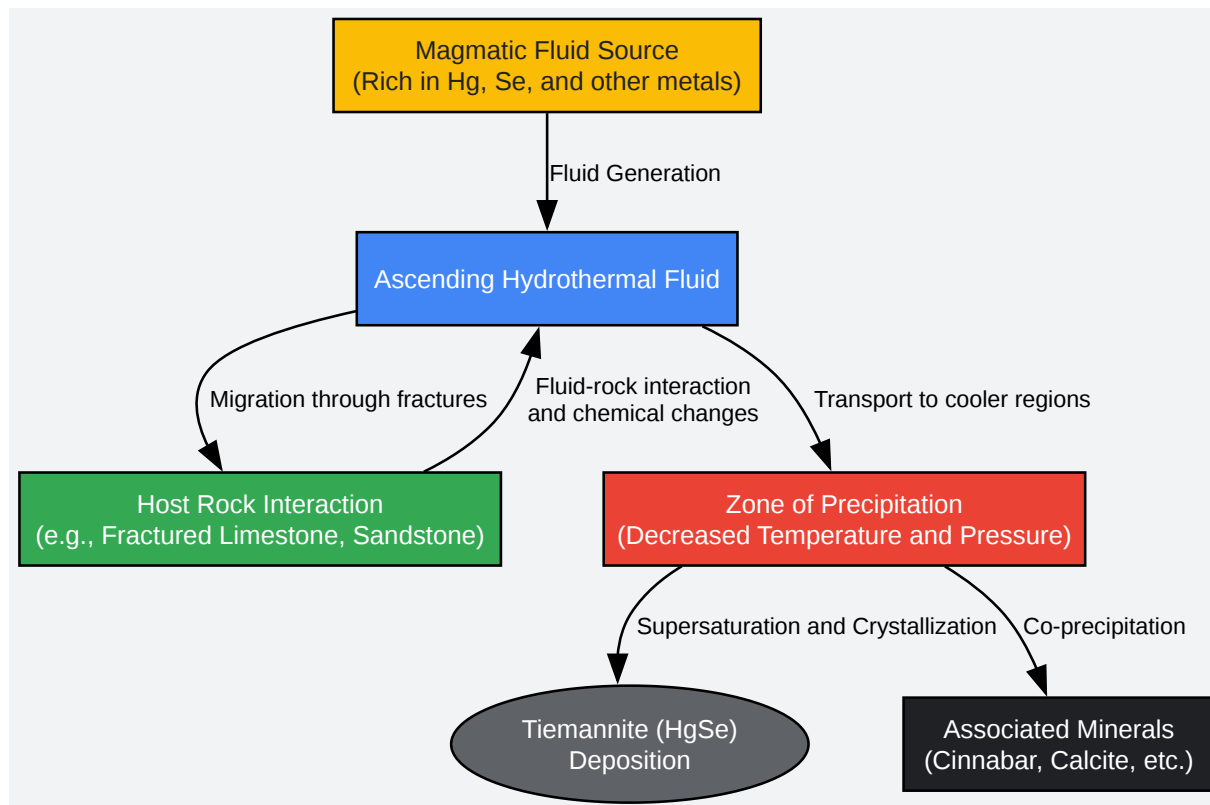 Magmatic Fluid Source
(Rich in Hg, Se, and other metals)
Fluid Generation
Ascending Hydrothermal Fluid
Migration through fractures
Fluid-rock interaction
and chemical changes
Transport to cooler regions
Host Rock Interaction
(e.g., Fractured Limestone, Sandstone)
Zone of Precipitation
(Decreased Temperature and Pressure)
Supersaturation and Crystallization
Co-precipitation
Tiemannite (HgSe)
Deposition
Associated Minerals
(Cinnabar, Calcite, etc.)